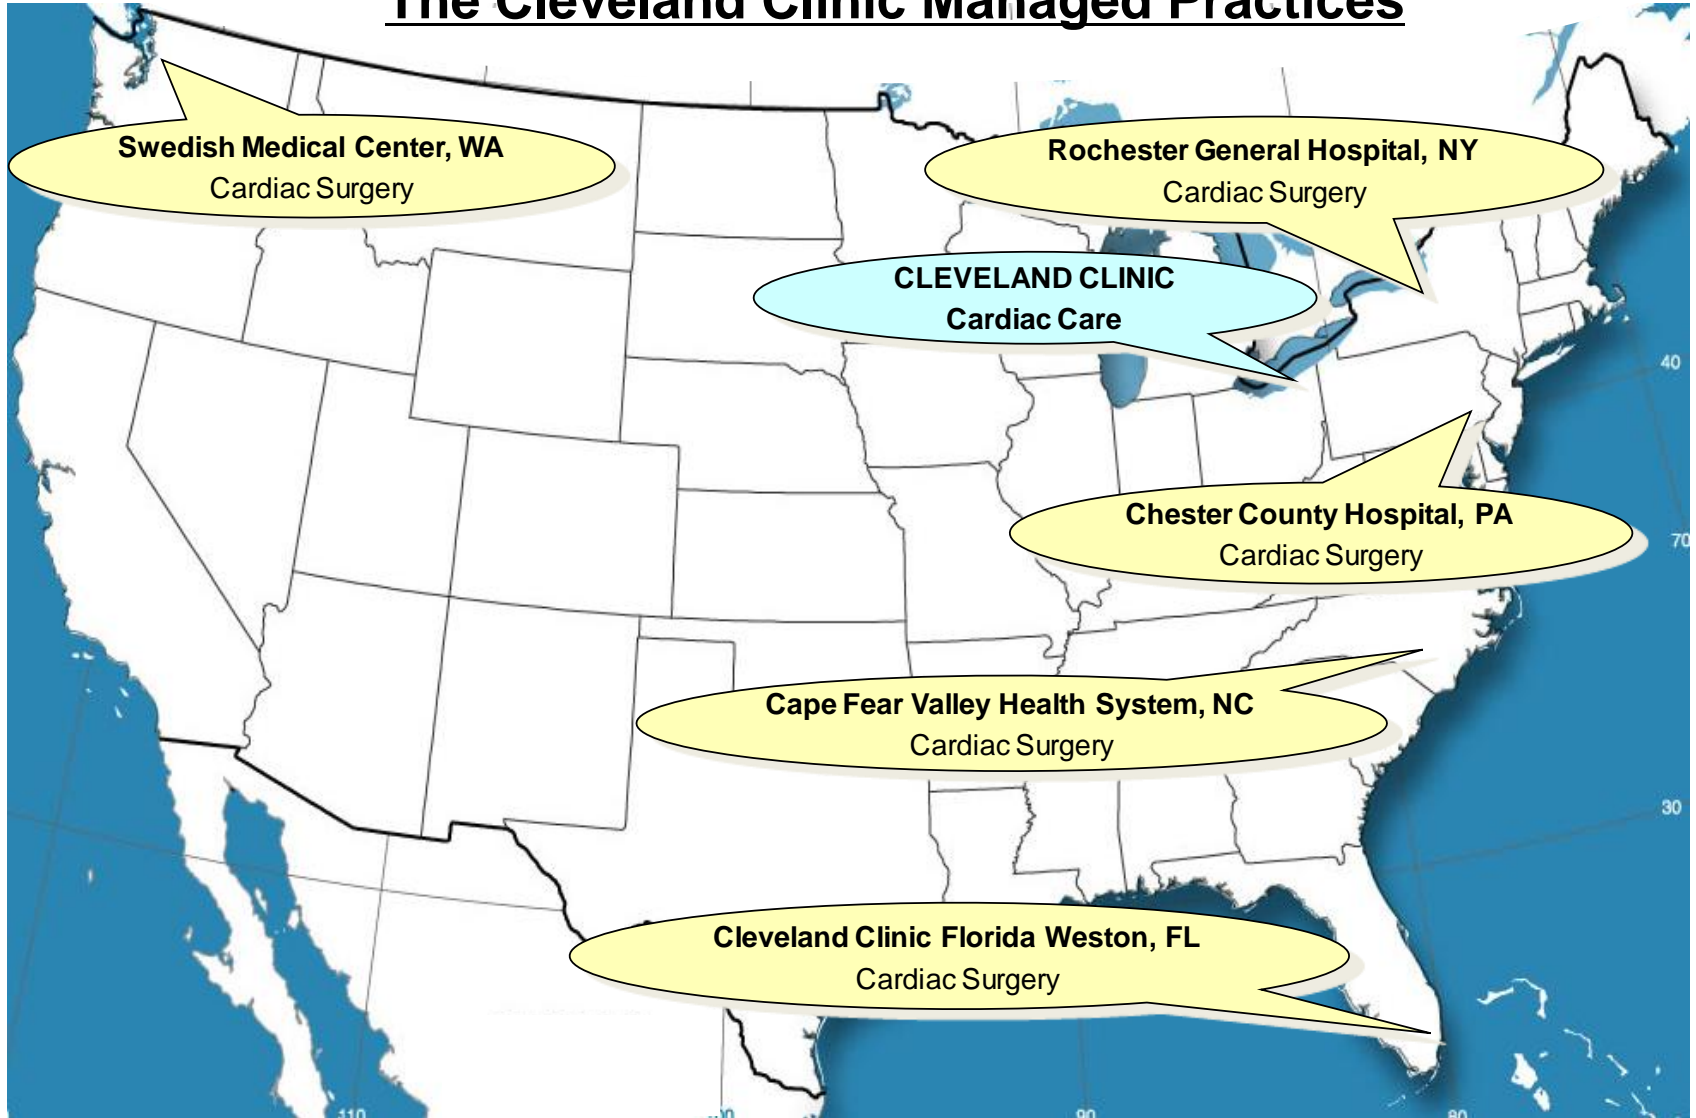 The Cleveland Clinic Managed Practices
Swedish Medical Center, WA
Cardiac Surgery
Rochester General Hospital, NY
Cardiac Surgery
CLEVELAND CLINIC
Cardiac Care
40
Chester County Hospital, PA
Cardiac Surgery
70
Cape Fear Valley Health System, NC
Cardiac Surgery
30
Cleveland Clinic Florida Weston, FL
Cardiac Surgery
110
100
90
80